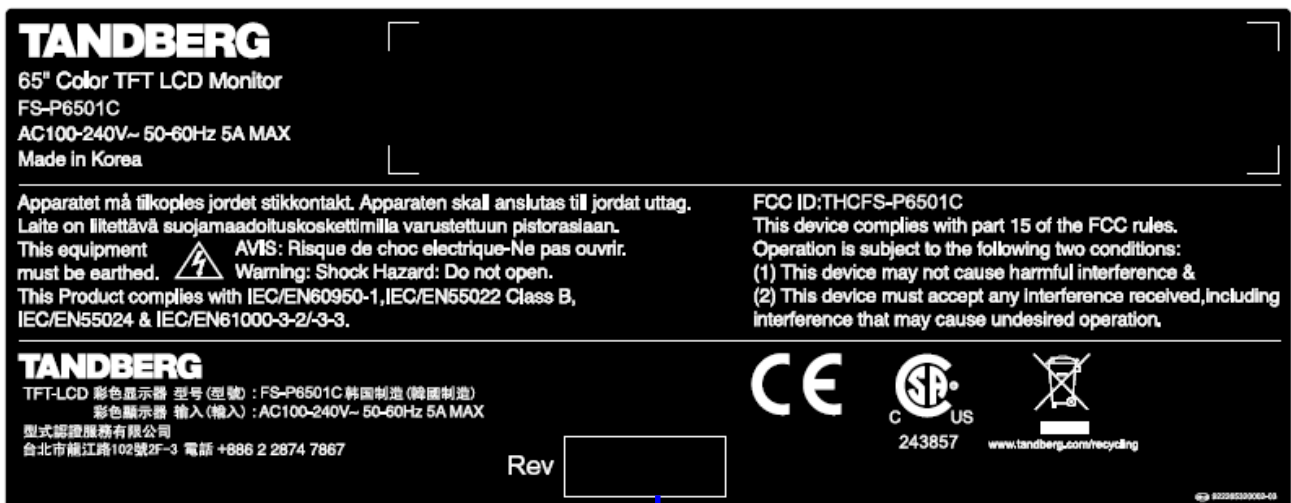 TANDBERG
65" Color TFT LCD Monitor
FS-P6501C
AC100-240V~ 50-60Hz 5A MAX
Made in Korea
Apparatet må tilkoples jordet stikkontakt. Apparaten skall anslutas till jordat uttag.
Laite on liitettävä suojamaadoituskoskettimilla varustettuun pistorasiaan.
This equipment
must be earthed.
AVIS: Risque de choc electrique-Ne pas ouvrir.
Warning: Shock Hazard: Do not open.
This Product complies with IEC/EN60950-1,IEC/EN55022 Class B,
IEC/EN55024 & IEC/EN61000-3-2/-3-3.
FCC ID:THCFS-P6501C
This device complies with part 15 of the FCC rules.
Operation is subject to the following two conditions:
(1) This device may not cause harmful interference &
(2) This device must accept any interference received,including
interference that may cause undesired operation.
TANDBERG
TFT-LCD 彩色显示器 型号(型號) : FS-P6501C 韩国制造(韓國制造)
彩色顯示器 输入(輸入) : AC100-240V~ 50-60Hz 5A MAX
型式認證服務有限公司
台北市龍江路102號2F-3 電話 +886 2 2874 7867
Rev
CE
SA
C US
243857
www.tandberg.com/recycling